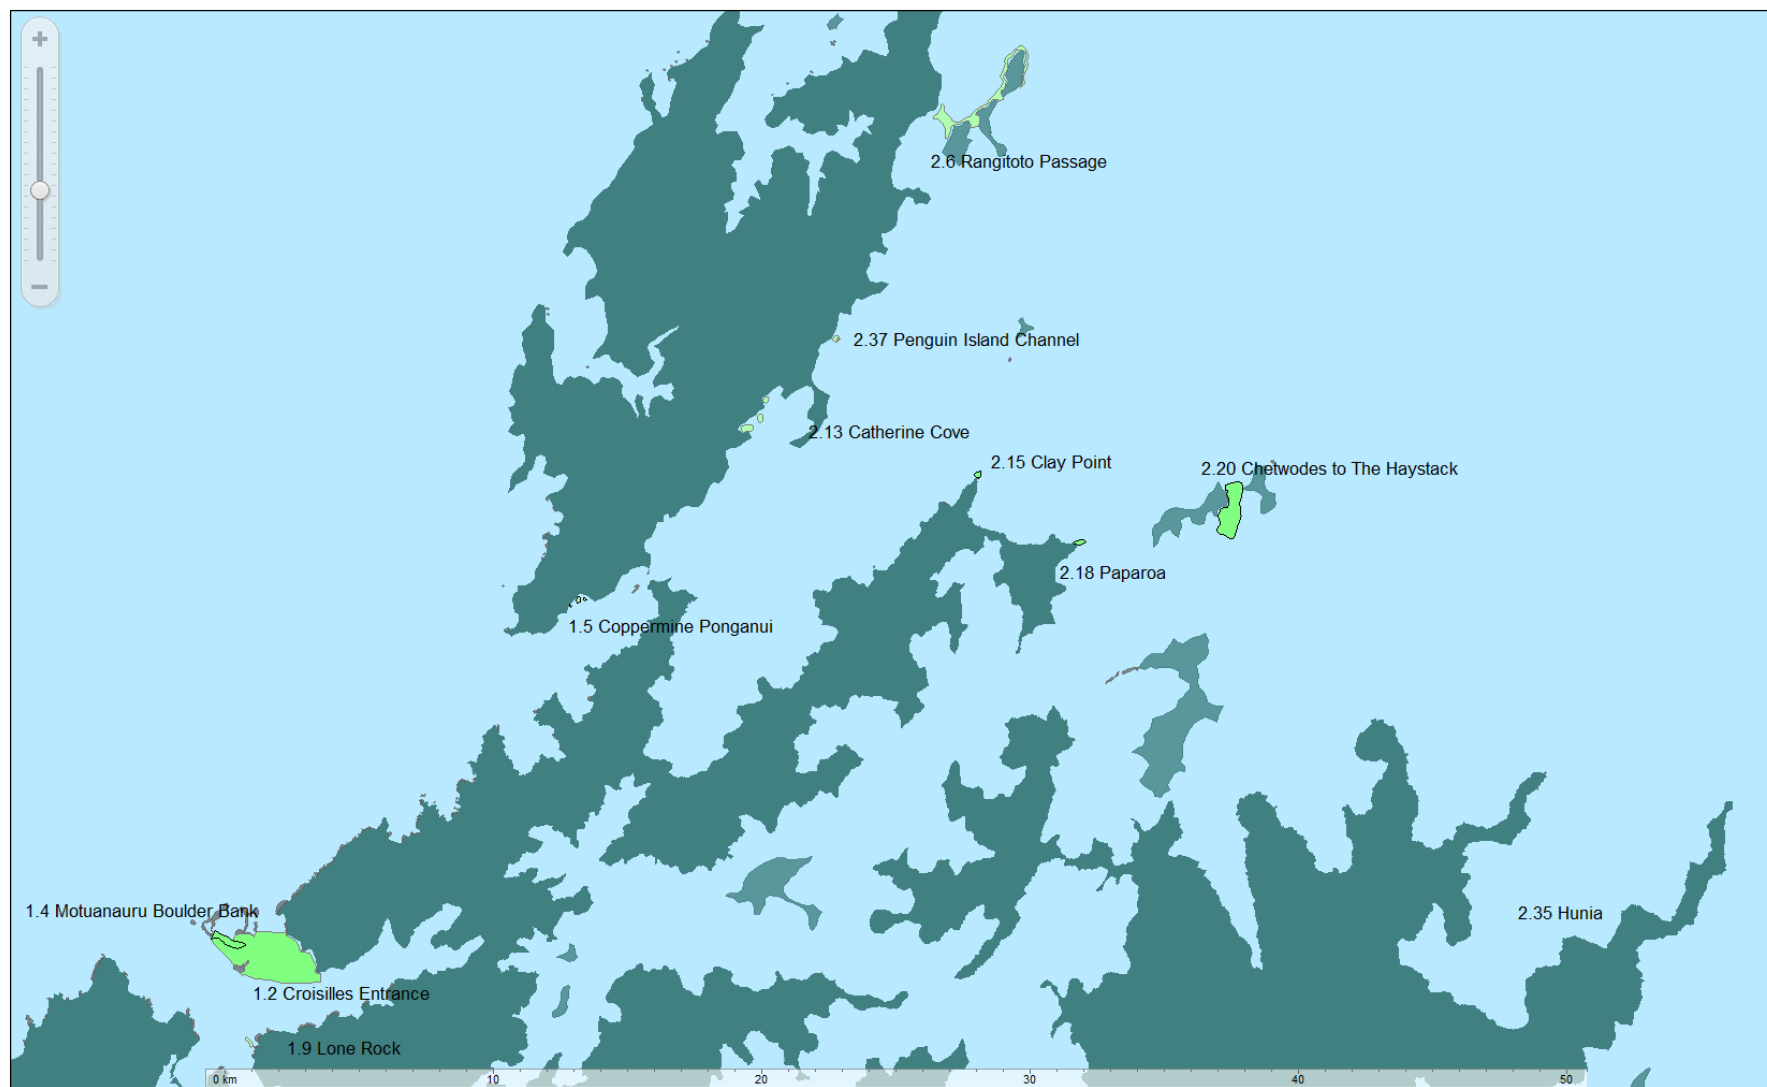 +
2.6 Rangitoto Passage
−
2.37 Penguin Island Channel
2.13 Catherine Cove
2.15 Clay Point
2.20 Chetwodes to The Haystack
2.18 Paparoa
1.5 Coppermine Ponganui
1.4 Motuanauru Boulder Bank
2.35 Hunia
1.2 Croisilles Entrance
1.9 Lone Rock
0 km 10 20 30 40 50